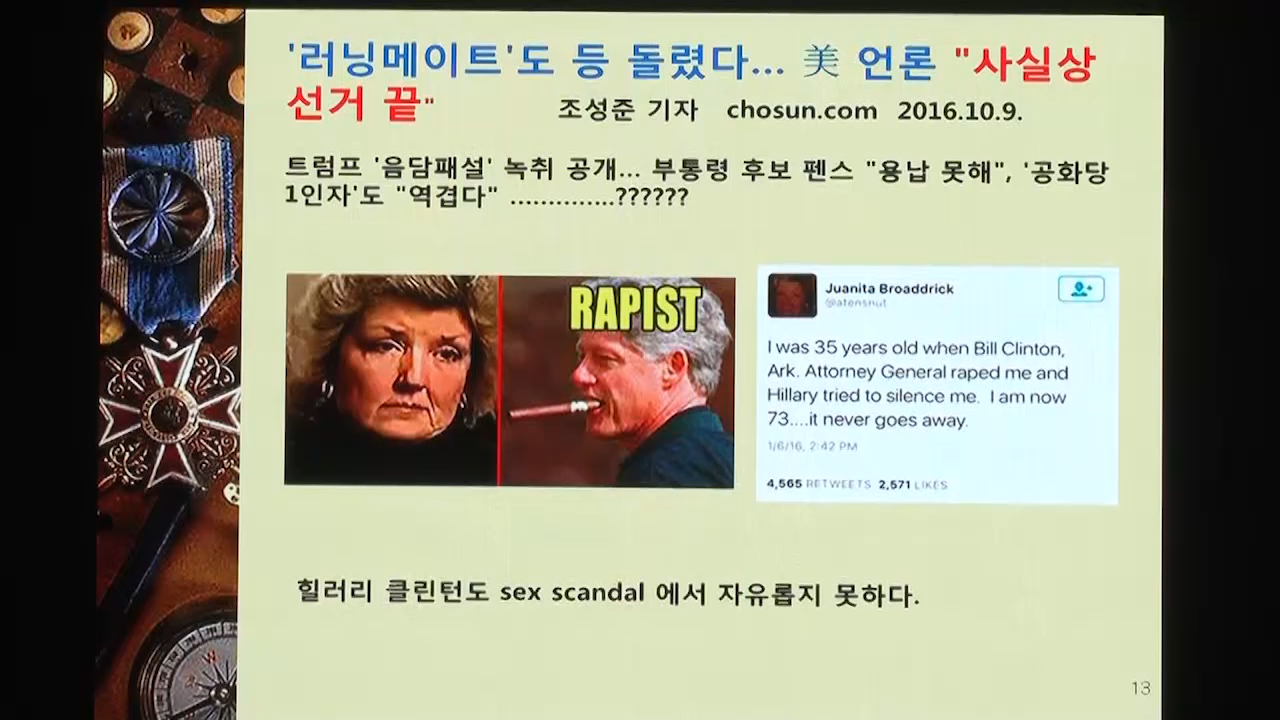 '러닝메이트'도 등 돌렸다... 美 언론 "사실상
선거 끝" 조성준 기자 chosun.com 2016.10.9.
트럼프 '음담패설' 녹취 공개... 부통령 후보 펜스 "용납 못해", '공화당
1인자'도 "역겹다" ..............??????
RAPIST
Juanita Broaddrick
@atensnut
I was 35 years old when Bill Clinton,
Ark. Attorney General raped me and
Hillary tried to silence me. I am now
73....it never goes away.
1/6/16, 2:42 PM
4,565 RETWEETS 2,571 LIKES
힐러리 클린턴도 sex scandal 에서 자유롭지 못하다.
13